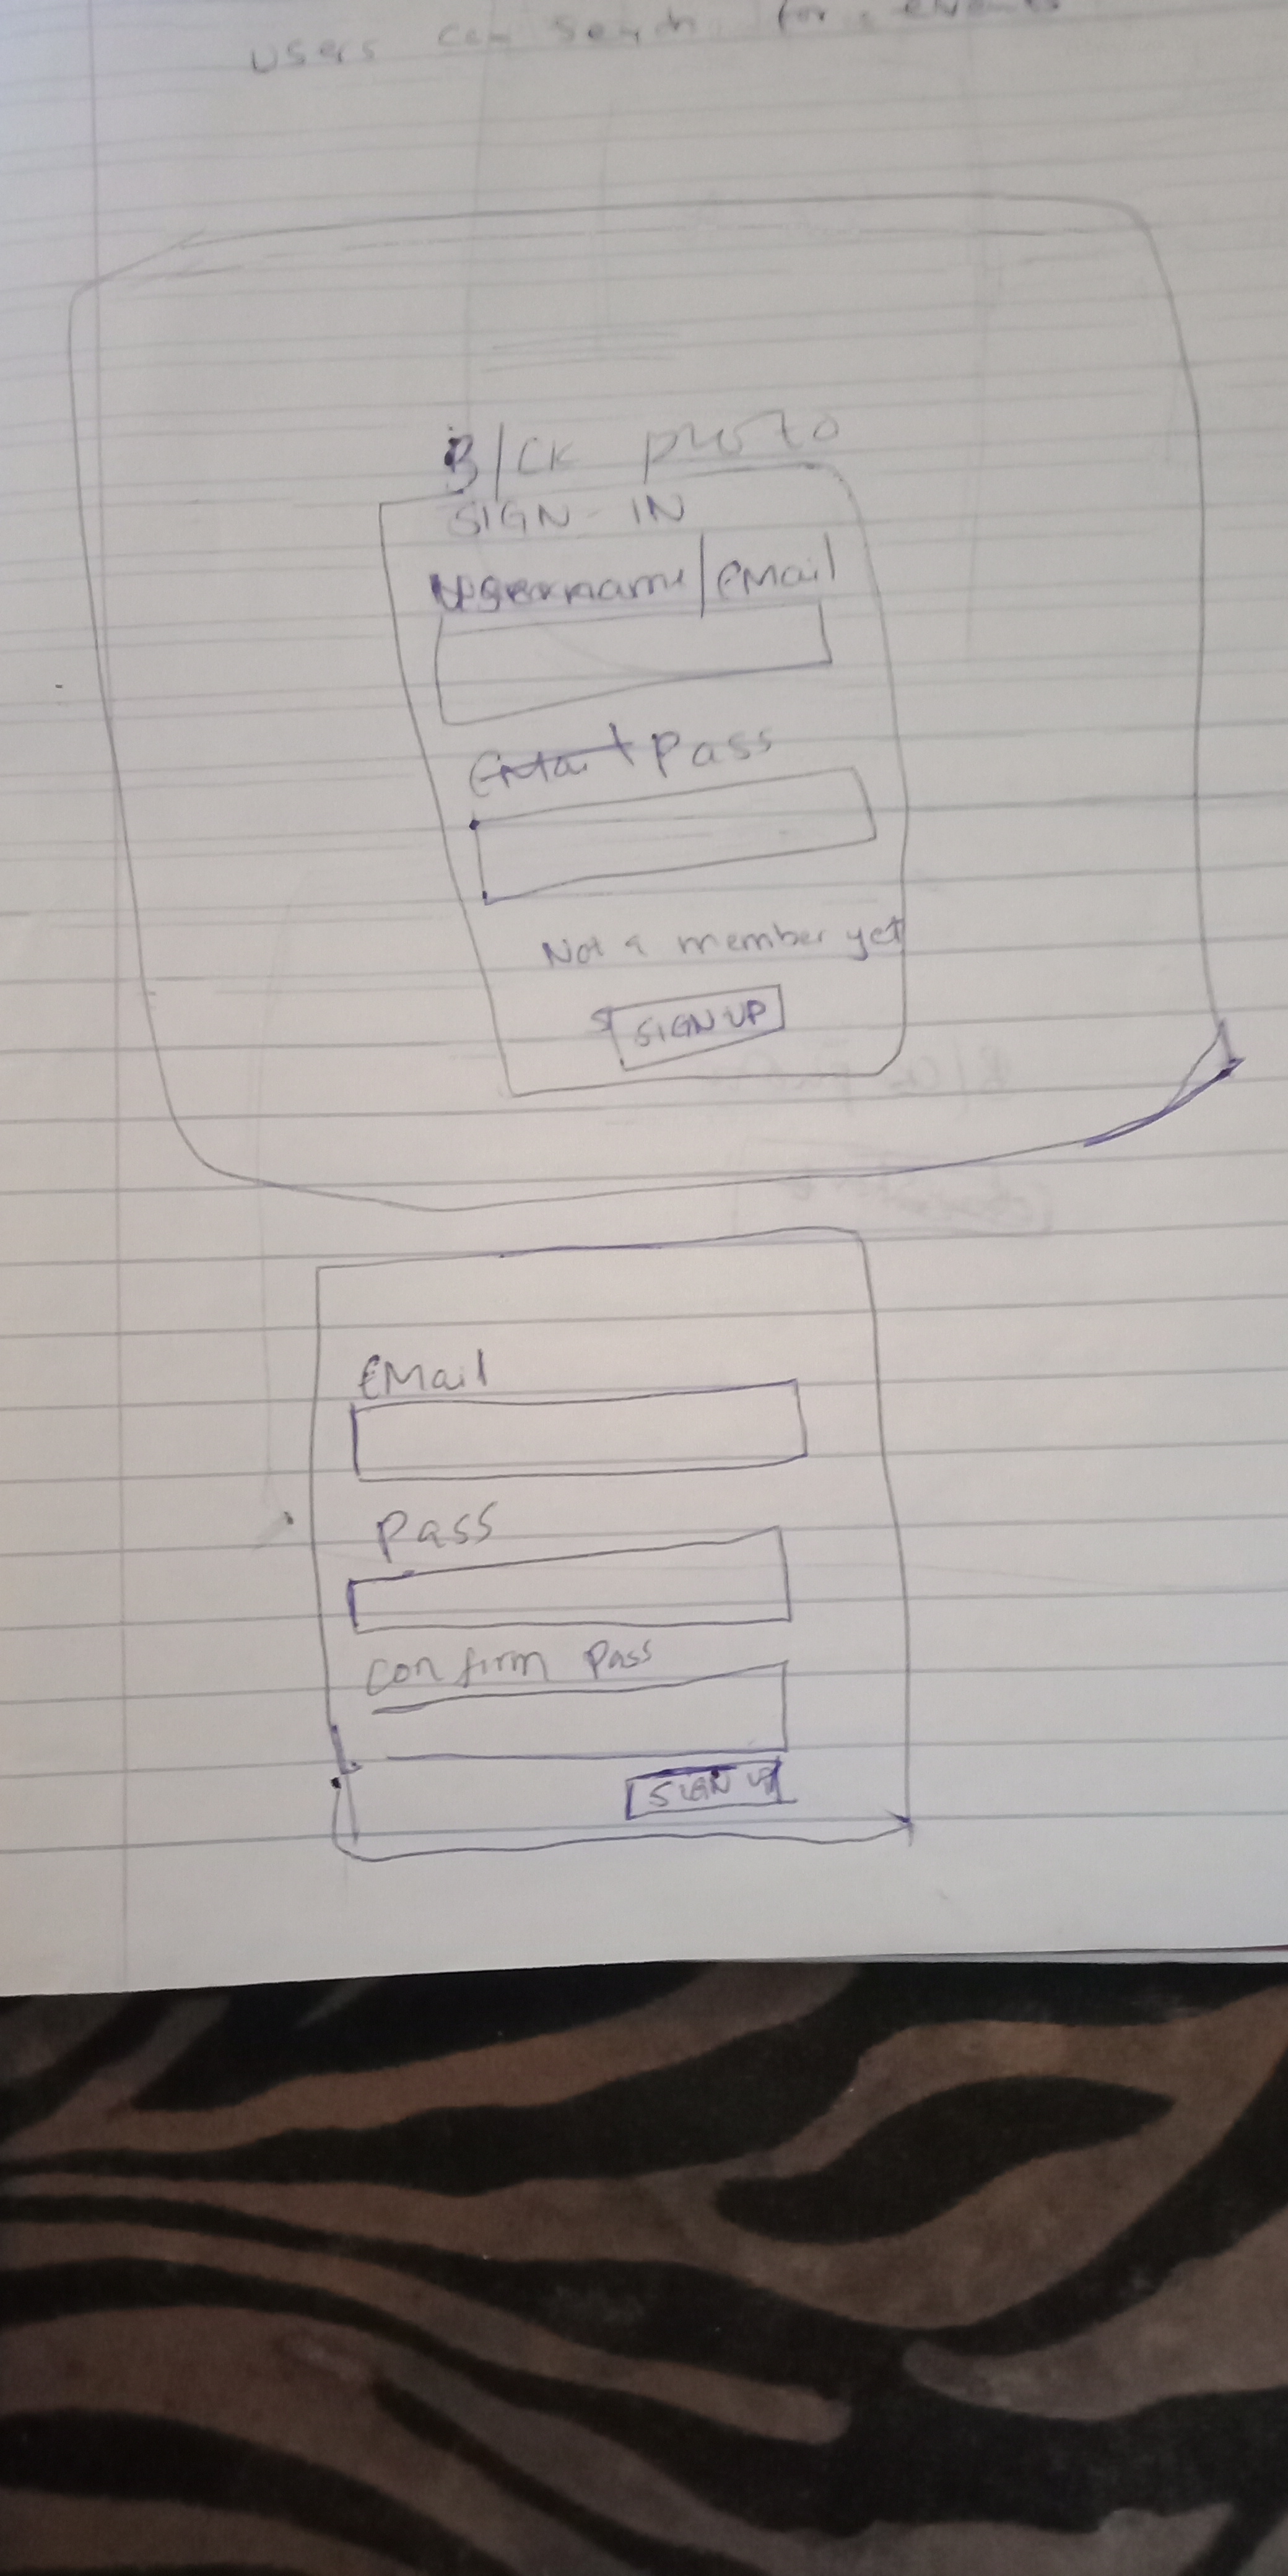 users can for events
B/CK photo
SIGN-IN
Username/Email
Pass
Not a member yet
SIGN UP
EMail
Pass
confirm Pass
SIGN UP